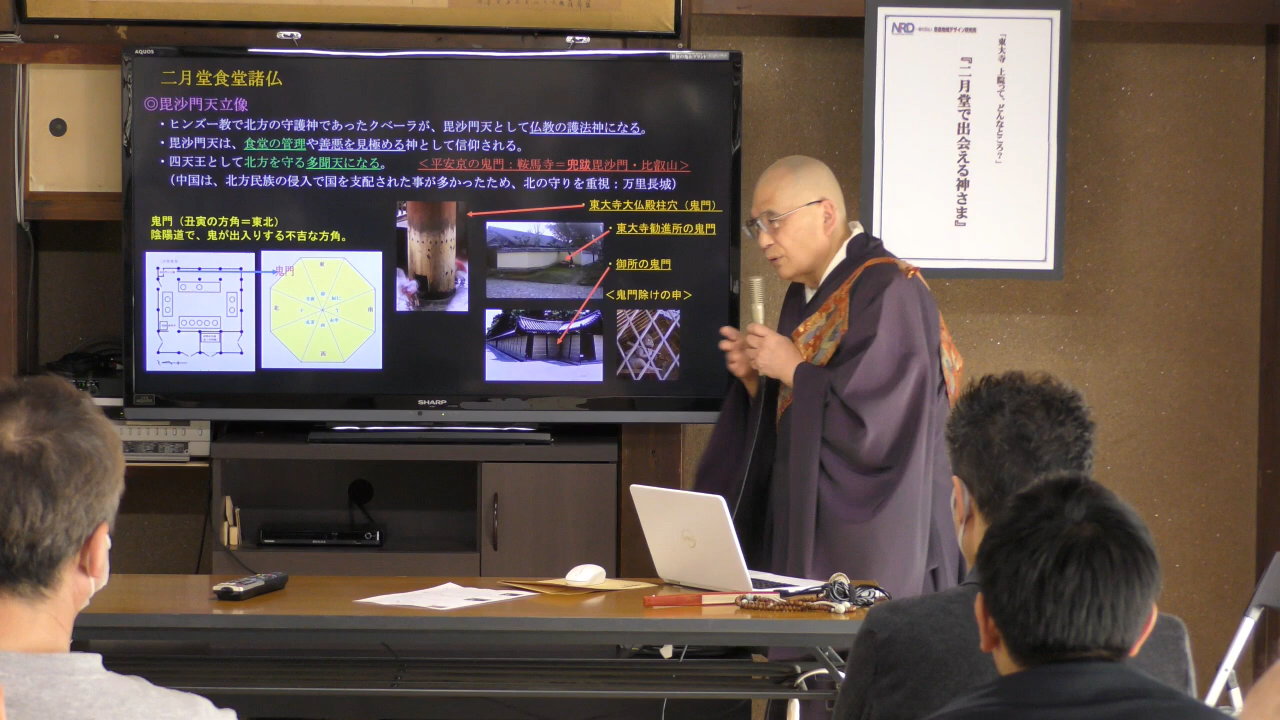 AQUOS
二月堂食堂諸仏
◎毘沙門天立像
・ヒンズー教で北方の守護神であったクベーラが、毘沙門天として仏教の護法神になる。
・毘沙門天は、食堂の管理や善悪を見極める神として信仰される。
・四天王として北方を守る多聞天になる。 <平安京の鬼門:鞍馬寺=兜跋毘沙門・比叡山>
(中国は、北方民族の侵入で国を支配された事が多かったため、北の守りを重視:万里長城)
鬼門(丑寅の方角=東北)
陰陽道で、鬼が出入りする不吉な方角。
鬼門
北
南
西
・東大寺大仏殿柱穴(鬼門)
・東大寺勧進所の鬼門
・御所の鬼門
<鬼門除けの申>
SHARP
NRD
「東大寺 上院って、どんなところ?」
『二月堂で出会える神さま』